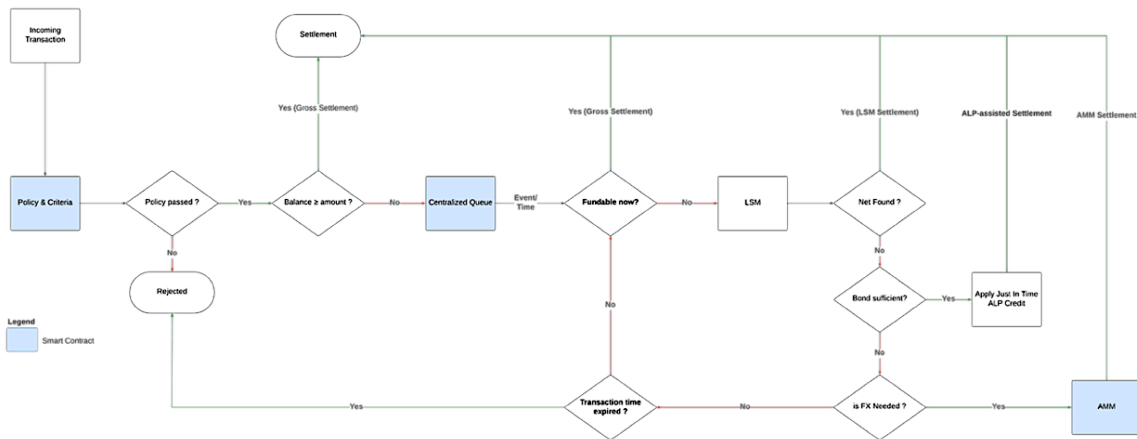 Incoming
Transaction
Settlement
Yes (Gross Settlement)
Yes (Gross Settlement)
Yes (LSM Settlement)
ALP-assisted Settlement
AMM Settlement
Policy & Criteria
Policy passed ?
Yes
Balance ≥ amount ?
No
Centralized Queue
Event/
Time
Fundable now?
No
LSM
Net Found ?
No
No
Rejected
Bond sufficient?
Yes
Apply Just In Time
ALP Credit
No
Legend
Smart Contract
No
Yes
Transaction time
expired ?
No
is FX Needed ?
Yes
AMM